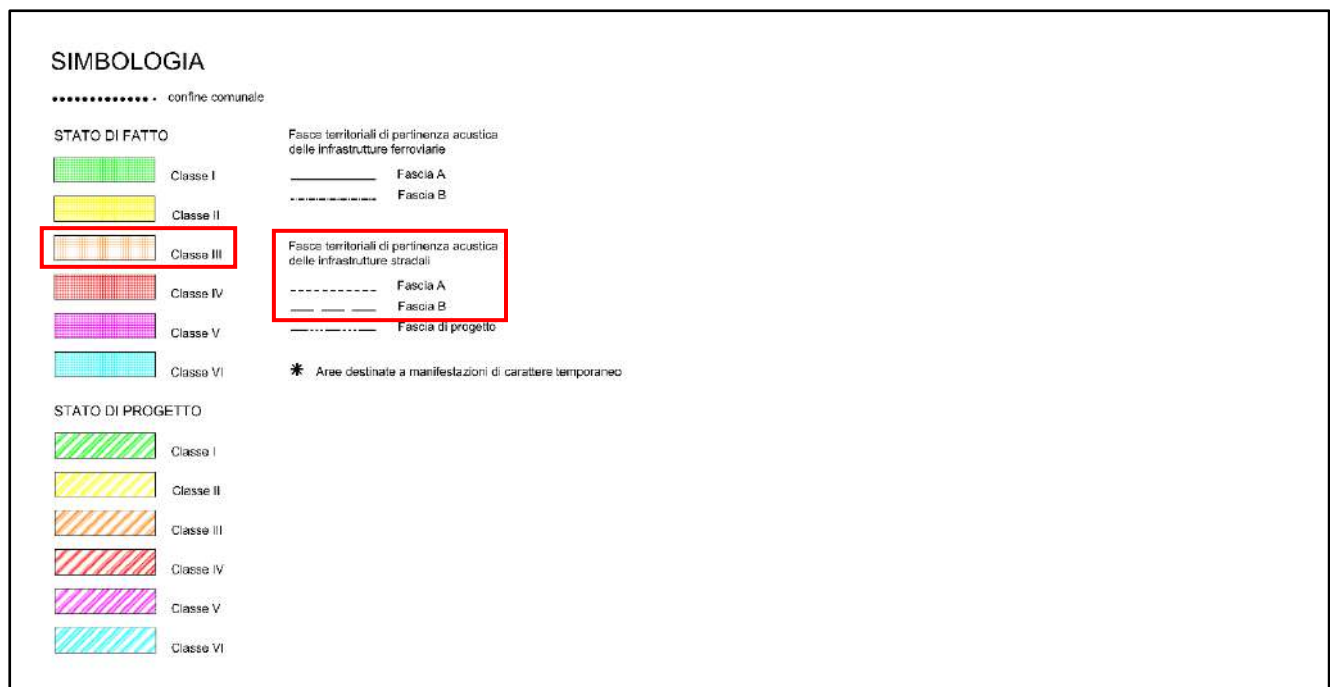 SIMBOLOGIA
confine comunale
STATO DI FATTO
Classe I
Classe II
Classe III
Classe IV
Classe V
Classe VI
Fasce territoriali di pertinenza acustica
delle infrastrutture ferroviarie
Fascia A
Fascia B
Fasce territoriali di pertinenza acustica
delle infrastrutture stradali
Fascia A
Fascia B
Fascia di progetto
* Aree destinate a manifestazioni di carattere temporaneo
STATO DI PROGETTO
Classe I
Classe II
Classe III
Classe IV
Classe V
Classe VI